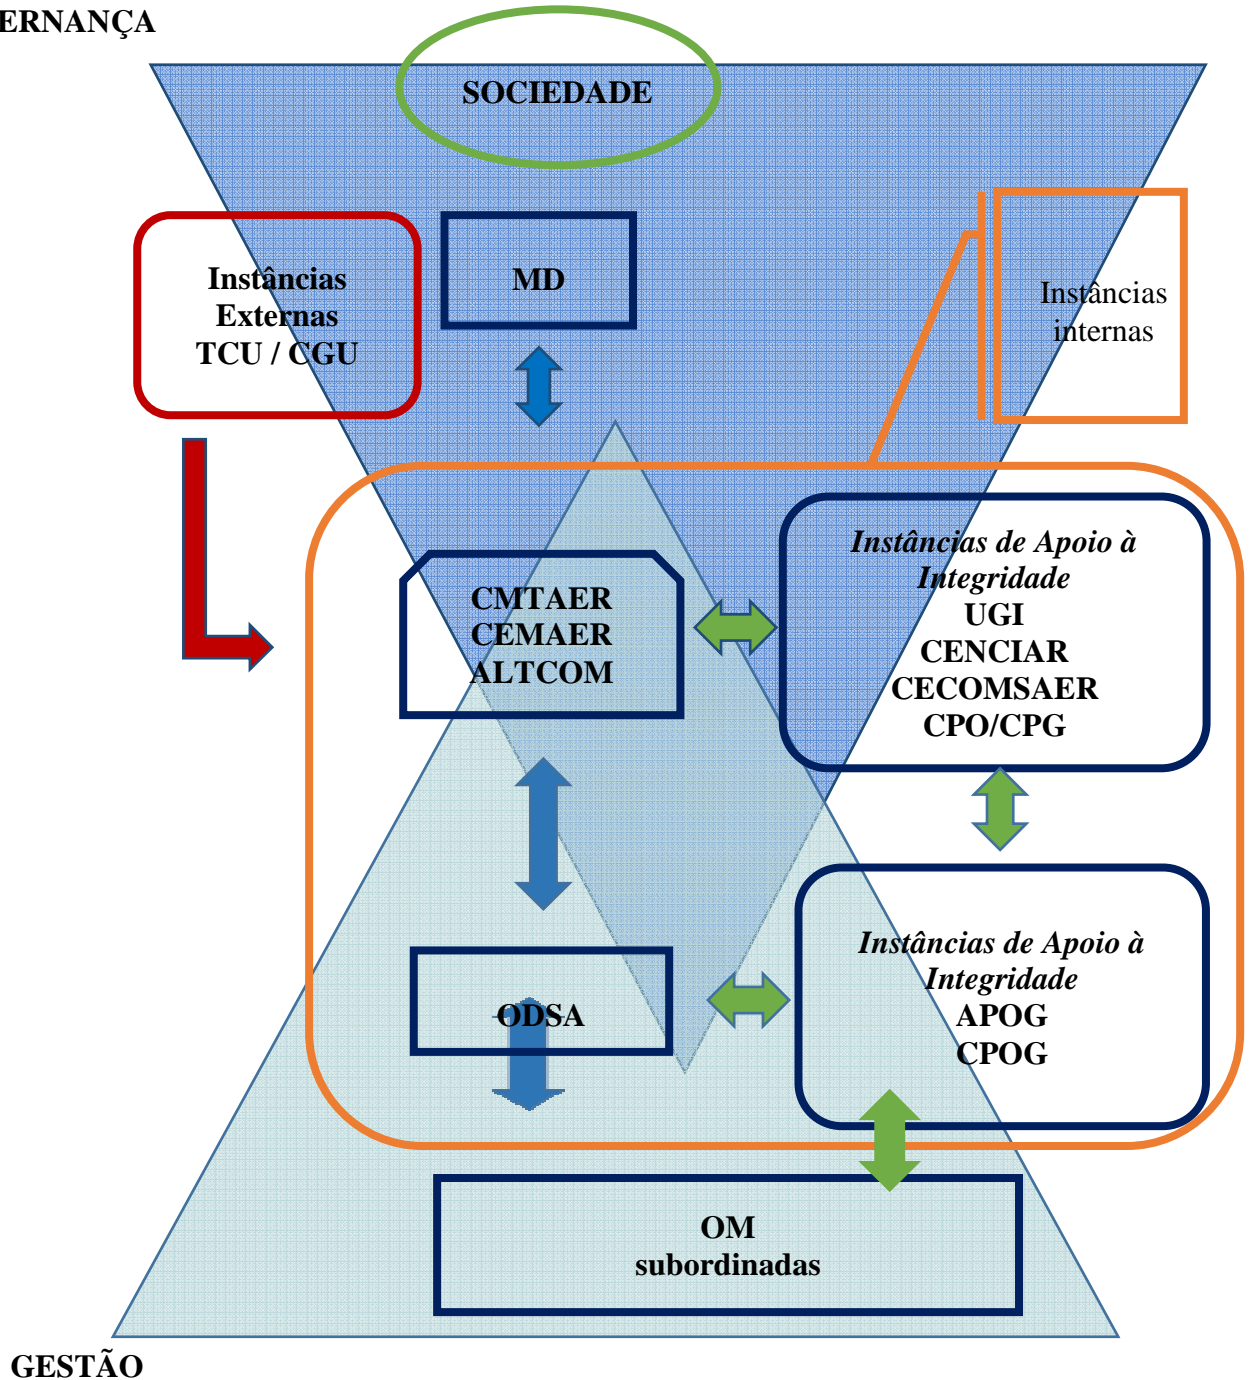 ERNANÇA
SOCIEDADE
Instâncias
Externas
TCU / CGU
MD
Instâncias
internas
CMTAER
CEMAER
ALTCOM
Instâncias de Apoio à
Integridade
UGI
CENCIAR
CECOMSAER
CPO/CPG
ODSA
Instâncias de Apoio à
Integridade
APOG
CPOG
OM
subordinadas
GESTÃO